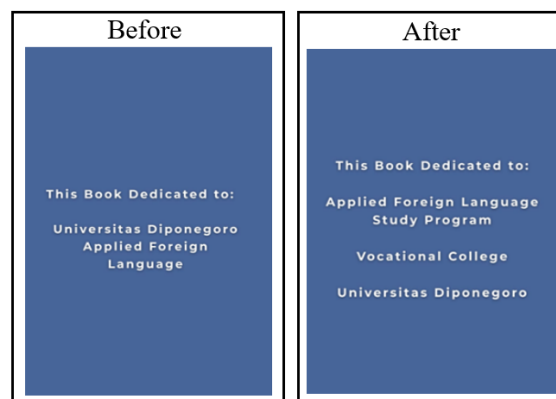 Before
This Book Dedicated to:
Universitas Diponegoro
Applied Foreign
Language
After
This Book Dedicated to:
Applied Foreign Language
Study Program
Vocational College
Universitas Diponegoro